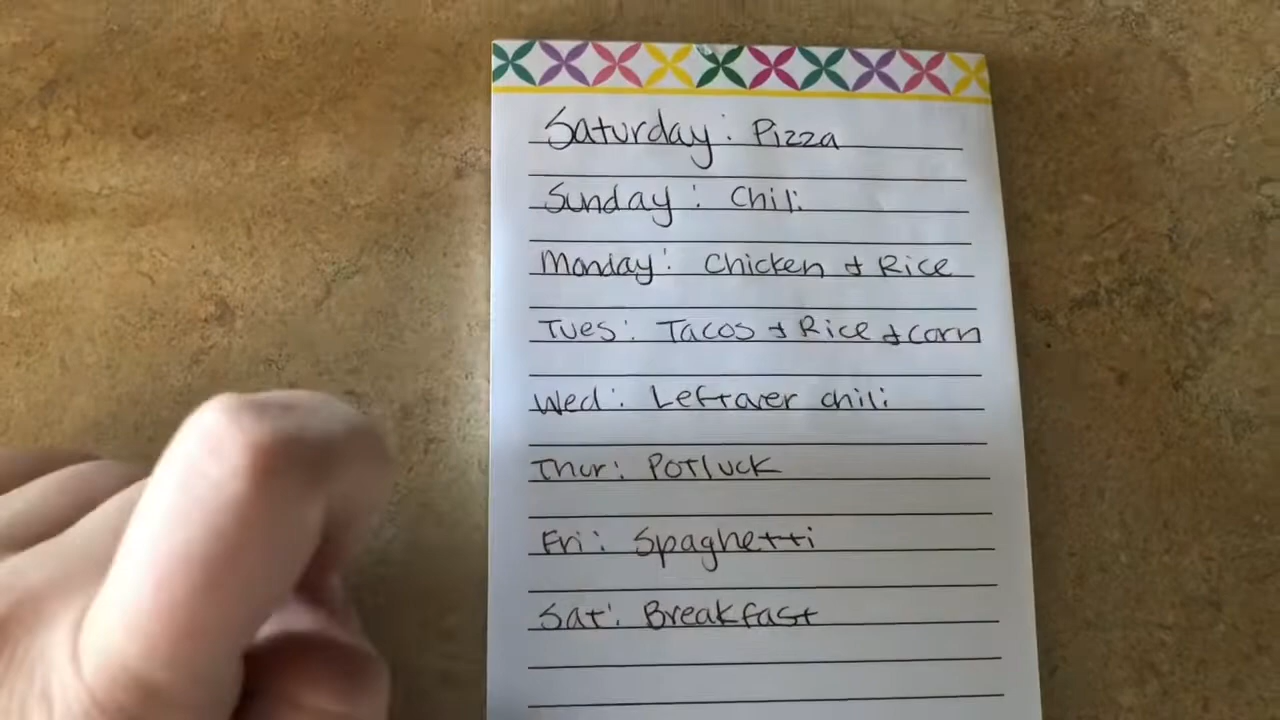 Saturday: Pizza
Sunday: Chili
Monday: Chicken & Rice
Tues: Tacos & Rice & corn
Wed: Leftover chili
Thur: Potluck
Fri: Spaghetti
Sat: Breakfast